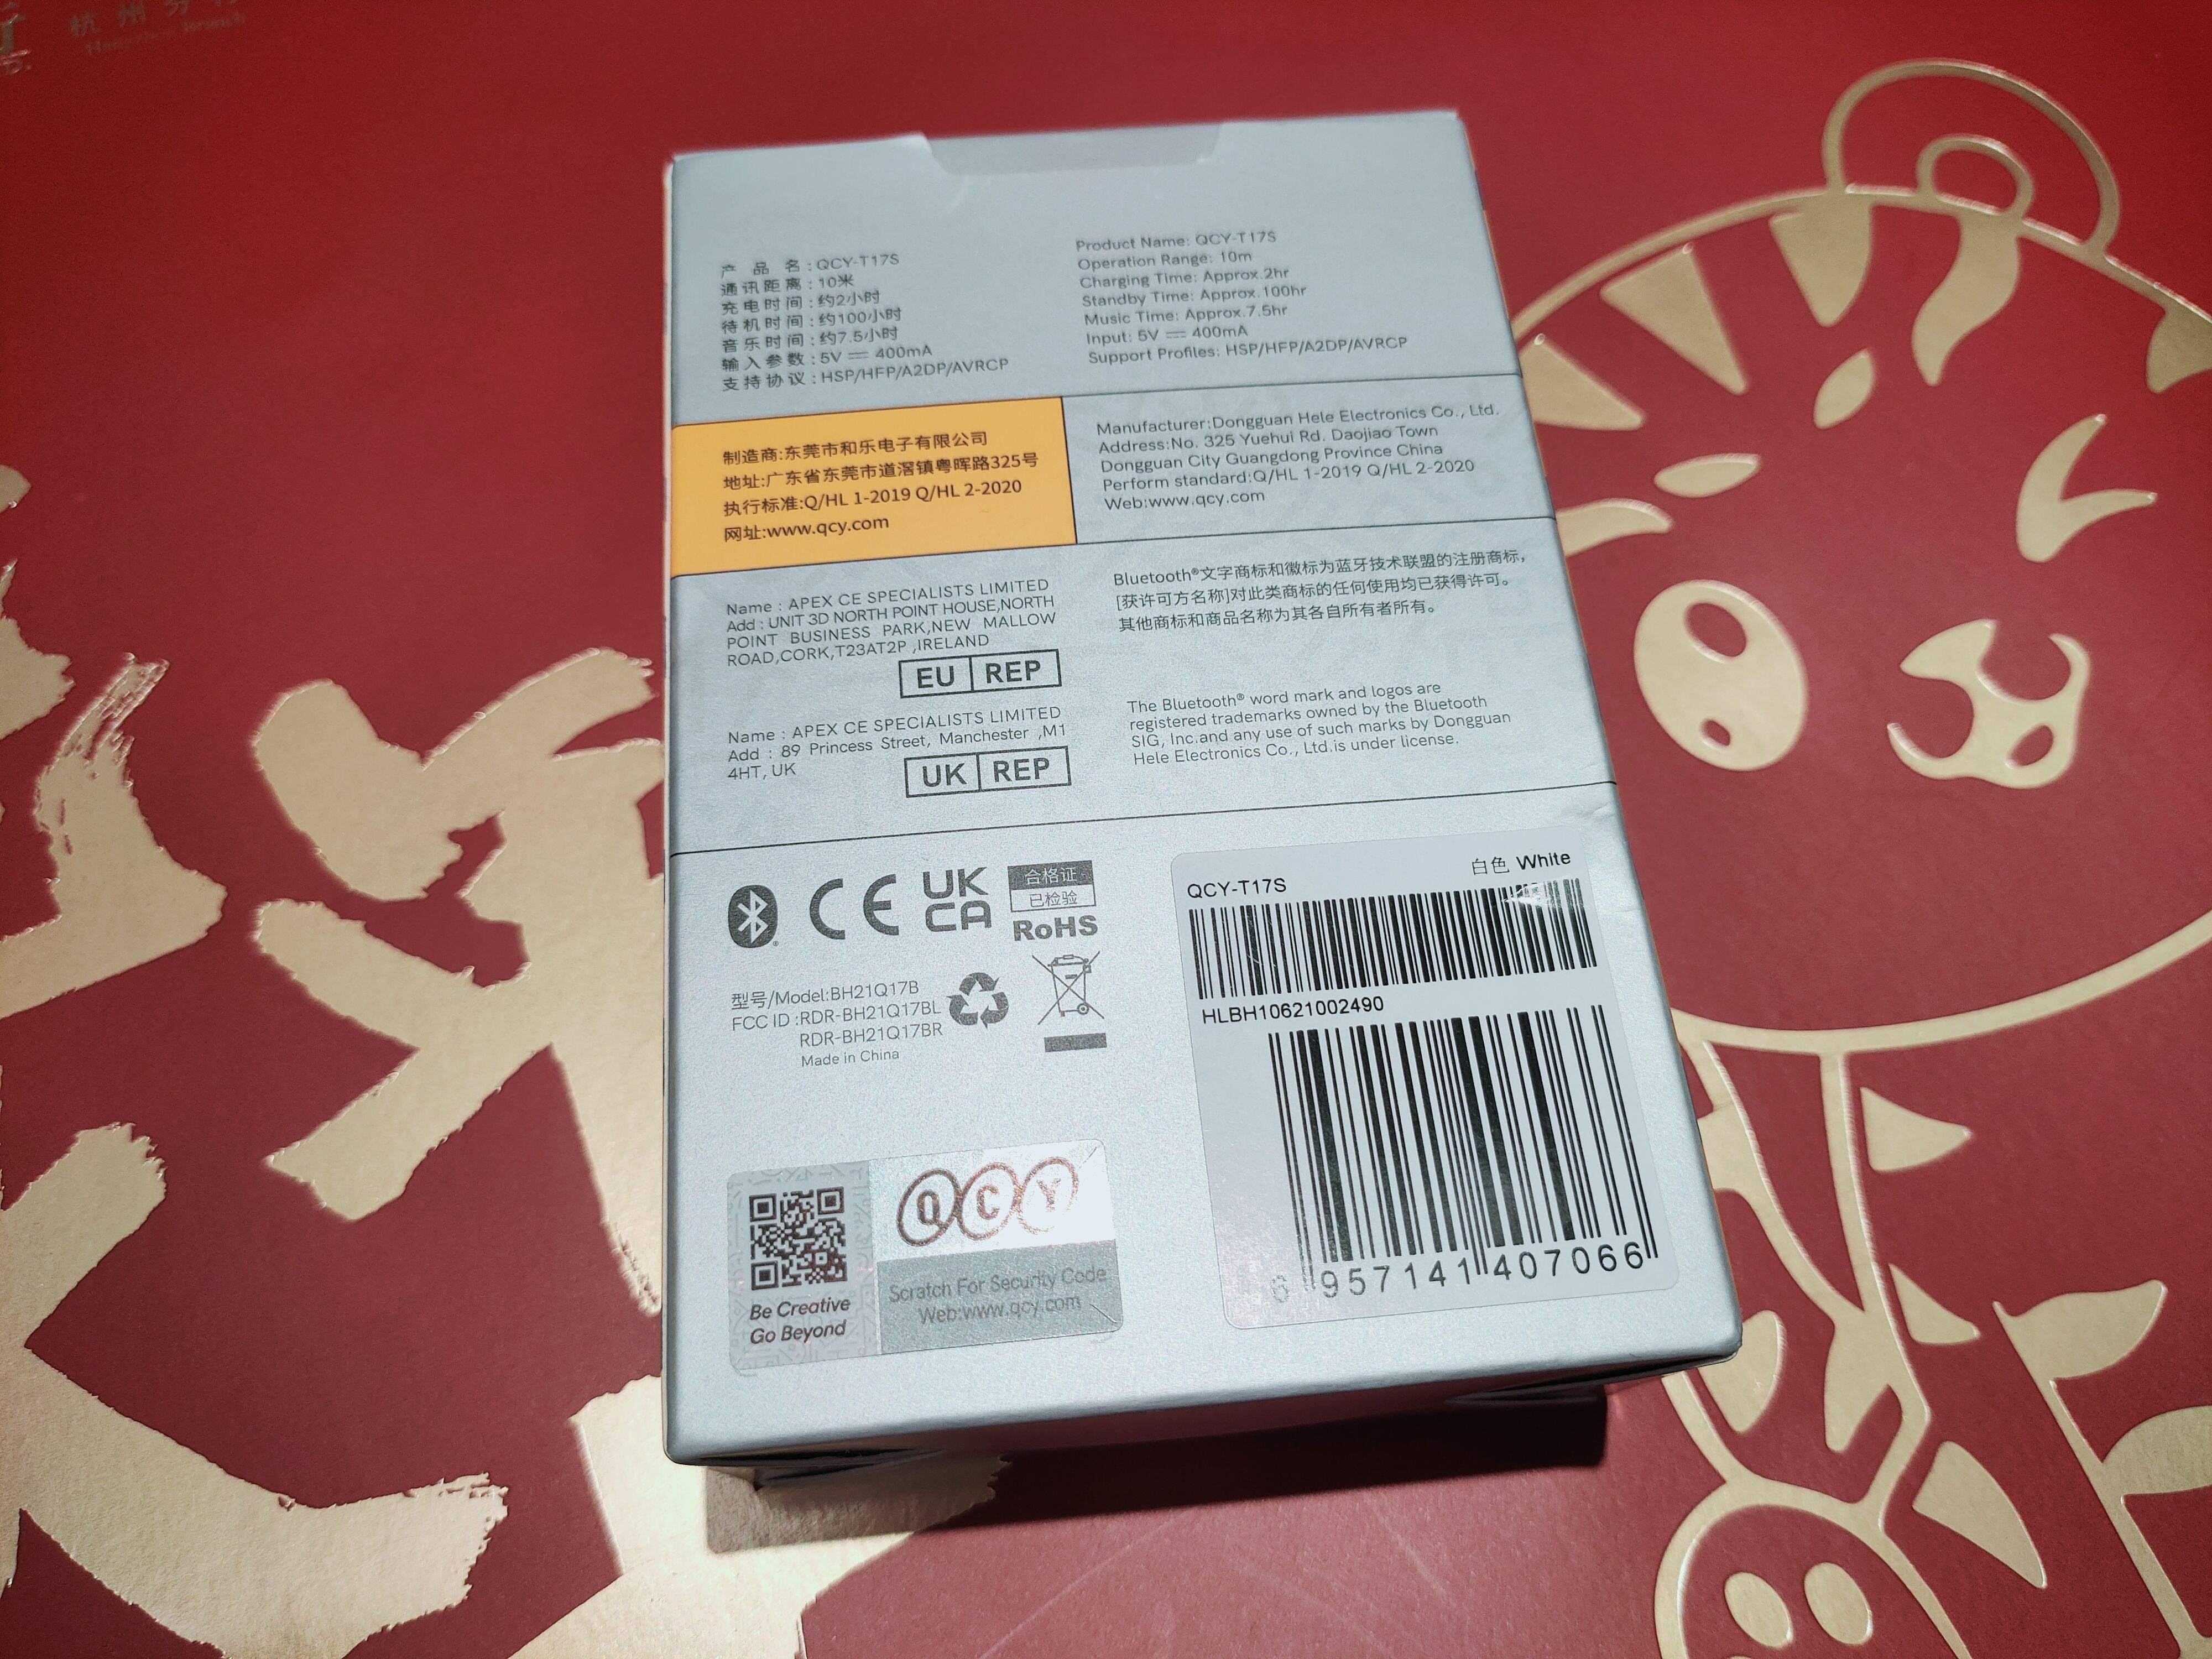 杭州分行
Hangzhou Branch
产品名:QCY-T17S
通讯距离:10米
充电时间:约2小时
待机时间:约100小时
音乐时间:约7.5小时
输入参数:5V ⎓ 400mA
支持协议:HSP/HFP/A2DP/AVRCP
Product Name: QCY-T17S
Operation Range: 10m
Charging Time: Approx.2hr
Standby Time: Approx.100hr
Music Time: Approx.7.5hr
Input: 5V ⎓ 400mA
Support Profiles: HSP/HFP/A2DP/AVRCP
制造商:东莞市和乐电子有限公司
地址:广东省东莞市道滘镇粤晖路325号
执行标准:Q/HL 1-2019 Q/HL 2-2020
网址:www.qcy.com
Manufacturer:Dongguan Hele Electronics Co., Ltd.
Address:No. 325 Yuehui Rd. Daojiao Town
Dongguan City Guangdong Province China
Perform standard:Q/HL 1-2019 Q/HL 2-2020
Web:www.qcy.com
Name : APEX CE SPECIALISTS LIMITED
Add : UNIT 3D NORTH POINT HOUSE,NORTH
POINT BUSINESS PARK,NEW MALLOW
ROAD,CORK,T23AT2P ,IRELAND
EU REP
Name : APEX CE SPECIALISTS LIMITED
Add : 89 Princess Street, Manchester ,M1
4HT, UK
UK REP
Bluetooth®文字商标和徽标为蓝牙技术联盟的注册商标,
[获许可方名称]对此类商标的任何使用均已获得许可。
其他商标和商品名称为其各自所有者所有。
The Bluetooth® word mark and logos are
registered trademarks owned by the Bluetooth
SIG, Inc.and any use of such marks by Dongguan
Hele Electronics Co., Ltd.is under license.
CE
UK
CA
合格证
已检验
RoHS
型号/Model:BH21Q17B
FCC ID :RDR-BH21Q17BL
RDR-BH21Q17BR
Made in China
白色 White
QCY-T17S
HLBH10621002490
6 957141 407066
QCY
Be Creative
Go Beyond
Scratch For Security Code
Web:www.qcy.com